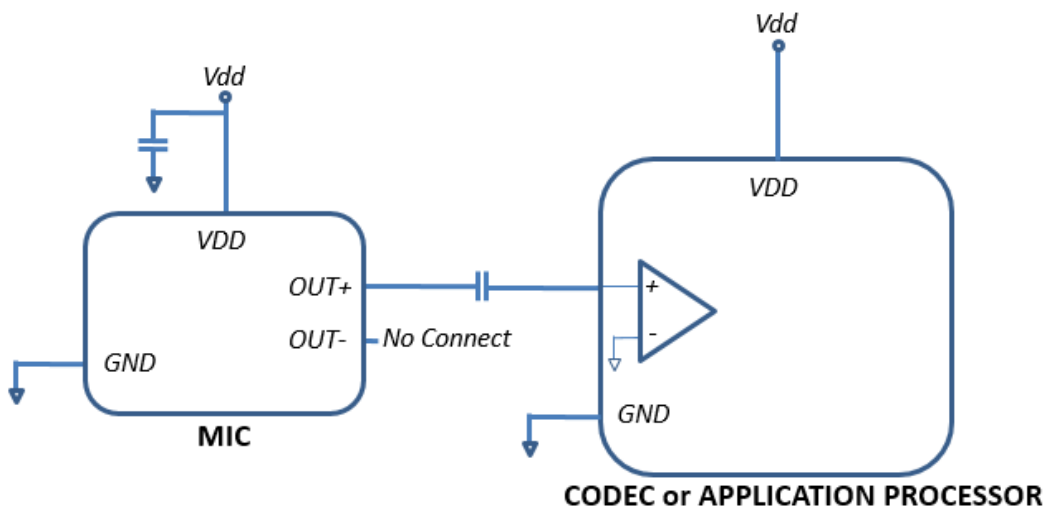 Vdd
Vdd
VDD
VDD
OUT+
+
OUT-
No Connect
-
GND
GND
MIC
CODEC or APPLICATION PROCESSOR